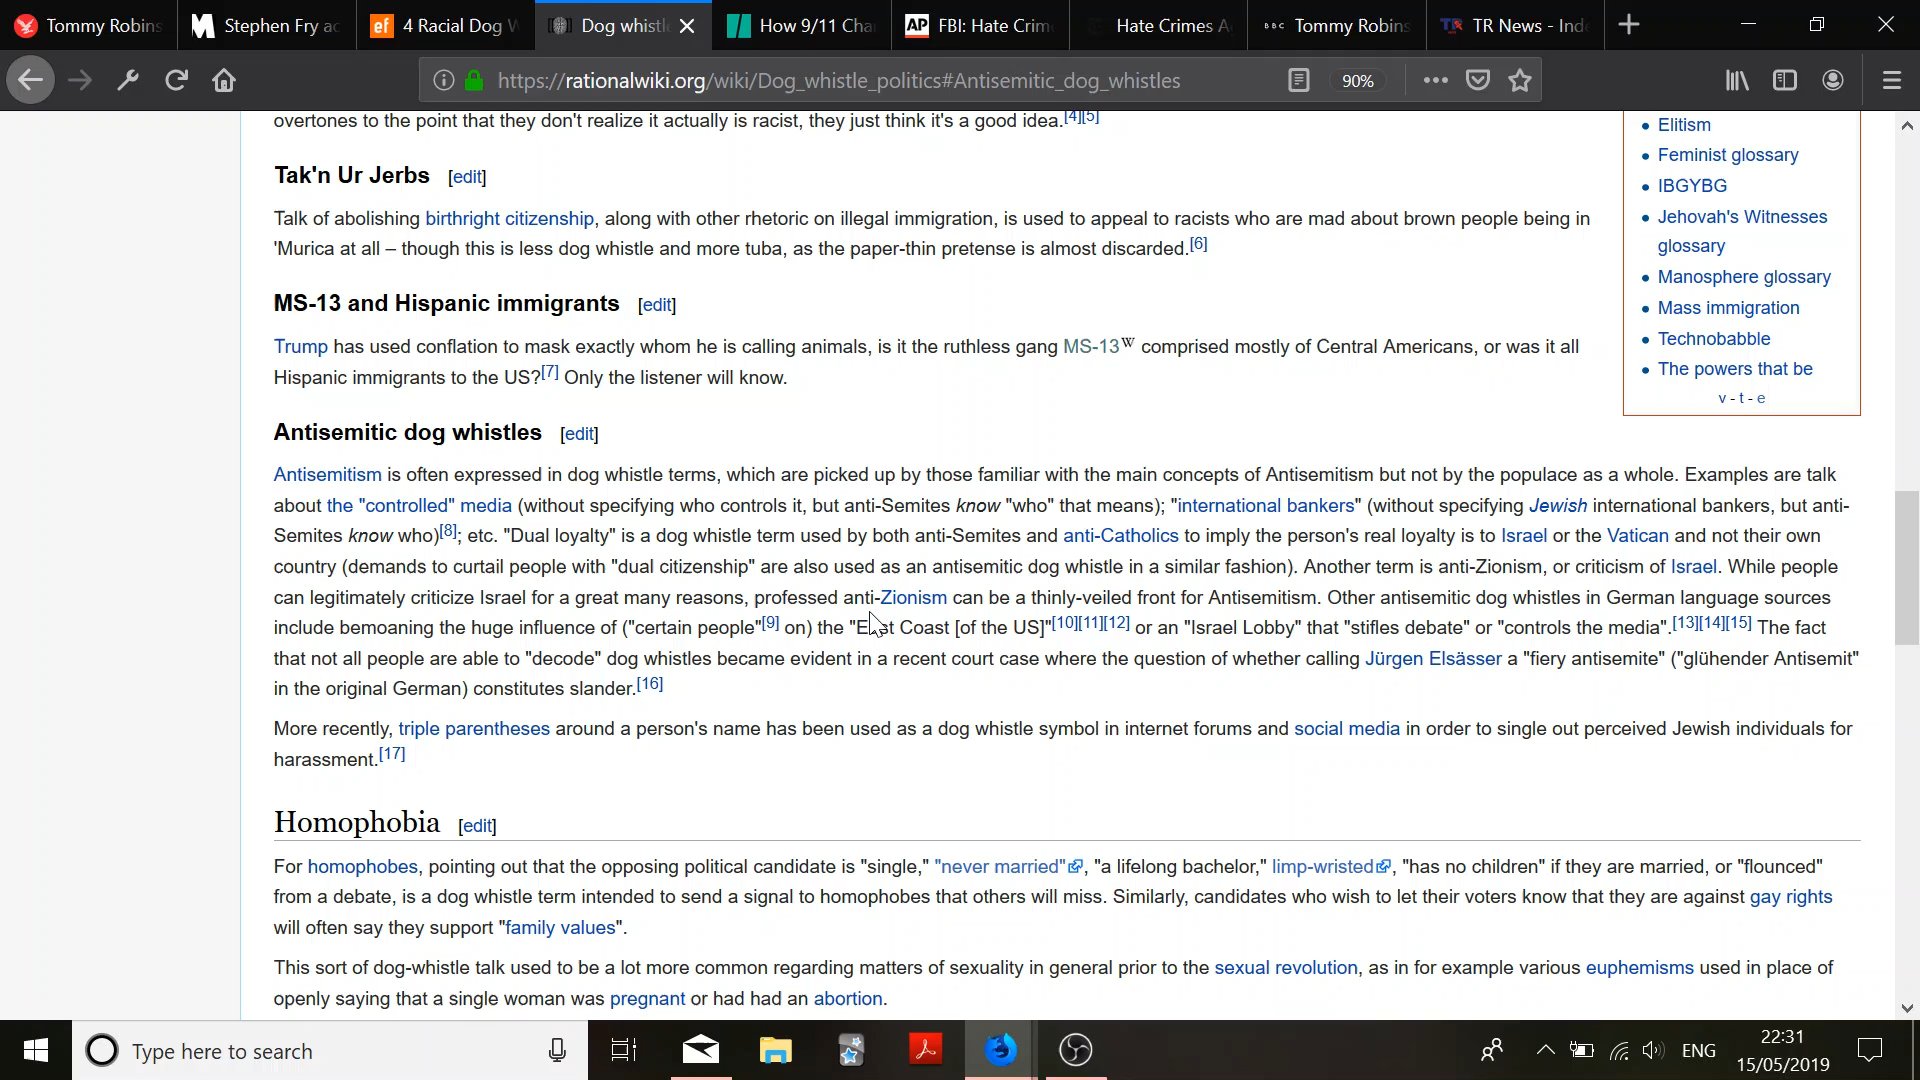 Tommy Robins
Stephen Fry ac
4 Racial Dog W
Dog whistl
How 9/11 Cha
AP
FBI: Hate Crim
Hate Crimes A
BBC
Tommy Robins
TR News - Ind
https://rationalwiki.org/wiki/Dog_whistle_politics#Antisemitic_dog_whistles
90%
overtones to the point that they don't realize it actually is racist, they just think it's a good idea.[4][5]
Tak'n Ur Jerbs [edit]
Talk of abolishing birthright citizenship, along with other rhetoric on illegal immigration, is used to appeal to racists who are mad about brown people being in
'Murica at all – though this is less dog whistle and more tuba, as the paper-thin pretense is almost discarded.[6]
MS-13 and Hispanic immigrants [edit]
Trump has used conflation to mask exactly whom he is calling animals, is it the ruthless gang MS-13W comprised mostly of Central Americans, or was it all
Hispanic immigrants to the US?[7] Only the listener will know.
Antisemitic dog whistles [edit]
Antisemitism is often expressed in dog whistle terms, which are picked up by those familiar with the main concepts of Antisemitism but not by the populace as a whole. Examples are talk
about the "controlled" media (without specifying who controls it, but anti-Semites know "who" that means); "international bankers" (without specifying Jewish international bankers, but anti-
Semites know who)[8]; etc. "Dual loyalty" is a dog whistle term used by both anti-Semites and anti-Catholics to imply the person's real loyalty is to Israel or the Vatican and not their own
country (demands to curtail people with "dual citizenship" are also used as an antisemitic dog whistle in a similar fashion). Another term is anti-Zionism, or criticism of Israel. While people
can legitimately criticize Israel for a great many reasons, professed anti-Zionism can be a thinly-veiled front for Antisemitism. Other antisemitic dog whistles in German language sources
include bemoaning the huge influence of ("certain people"[9] on) the "East Coast [of the US]"[10][11][12] or an "Israel Lobby" that "stifles debate" or "controls the media".[13][14][15] The fact
that not all people are able to "decode" dog whistles became evident in a recent court case where the question of whether calling Jürgen Elsässer a "fiery antisemite" ("glühender Antisemit"
in the original German) constitutes slander.[16]
More recently, triple parentheses around a person's name has been used as a dog whistle symbol in internet forums and social media in order to single out perceived Jewish individuals for
harassment.[17]
Homophobia [edit]
For homophobes, pointing out that the opposing political candidate is "single," "never married", "a lifelong bachelor," limp-wristed, "has no children" if they are married, or "flounced"
from a debate, is a dog whistle term intended to send a signal to homophobes that others will miss. Similarly, candidates who wish to let their voters know that they are against gay rights
will often say they support "family values".
This sort of dog-whistle talk used to be a lot more common regarding matters of sexuality in general prior to the sexual revolution, as in for example various euphemisms used in place of
openly saying that a single woman was pregnant or had had an abortion.
Elitism
Feminist glossary
IBGYBG
Jehovah's Witnesses
glossary
Manosphere glossary
Mass immigration
Technobabble
The powers that be
v - t - e
Type here to search
ENG
22:31
15/05/2019